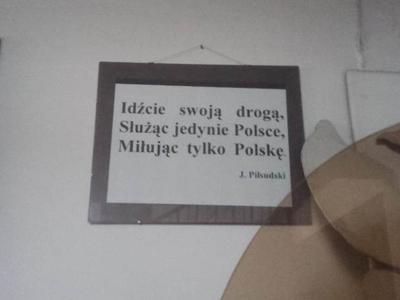 Idźcie swoją drogą,
Służąc jedynie Polsce,
Miłując tylko Polskę.
J. Piłsudski